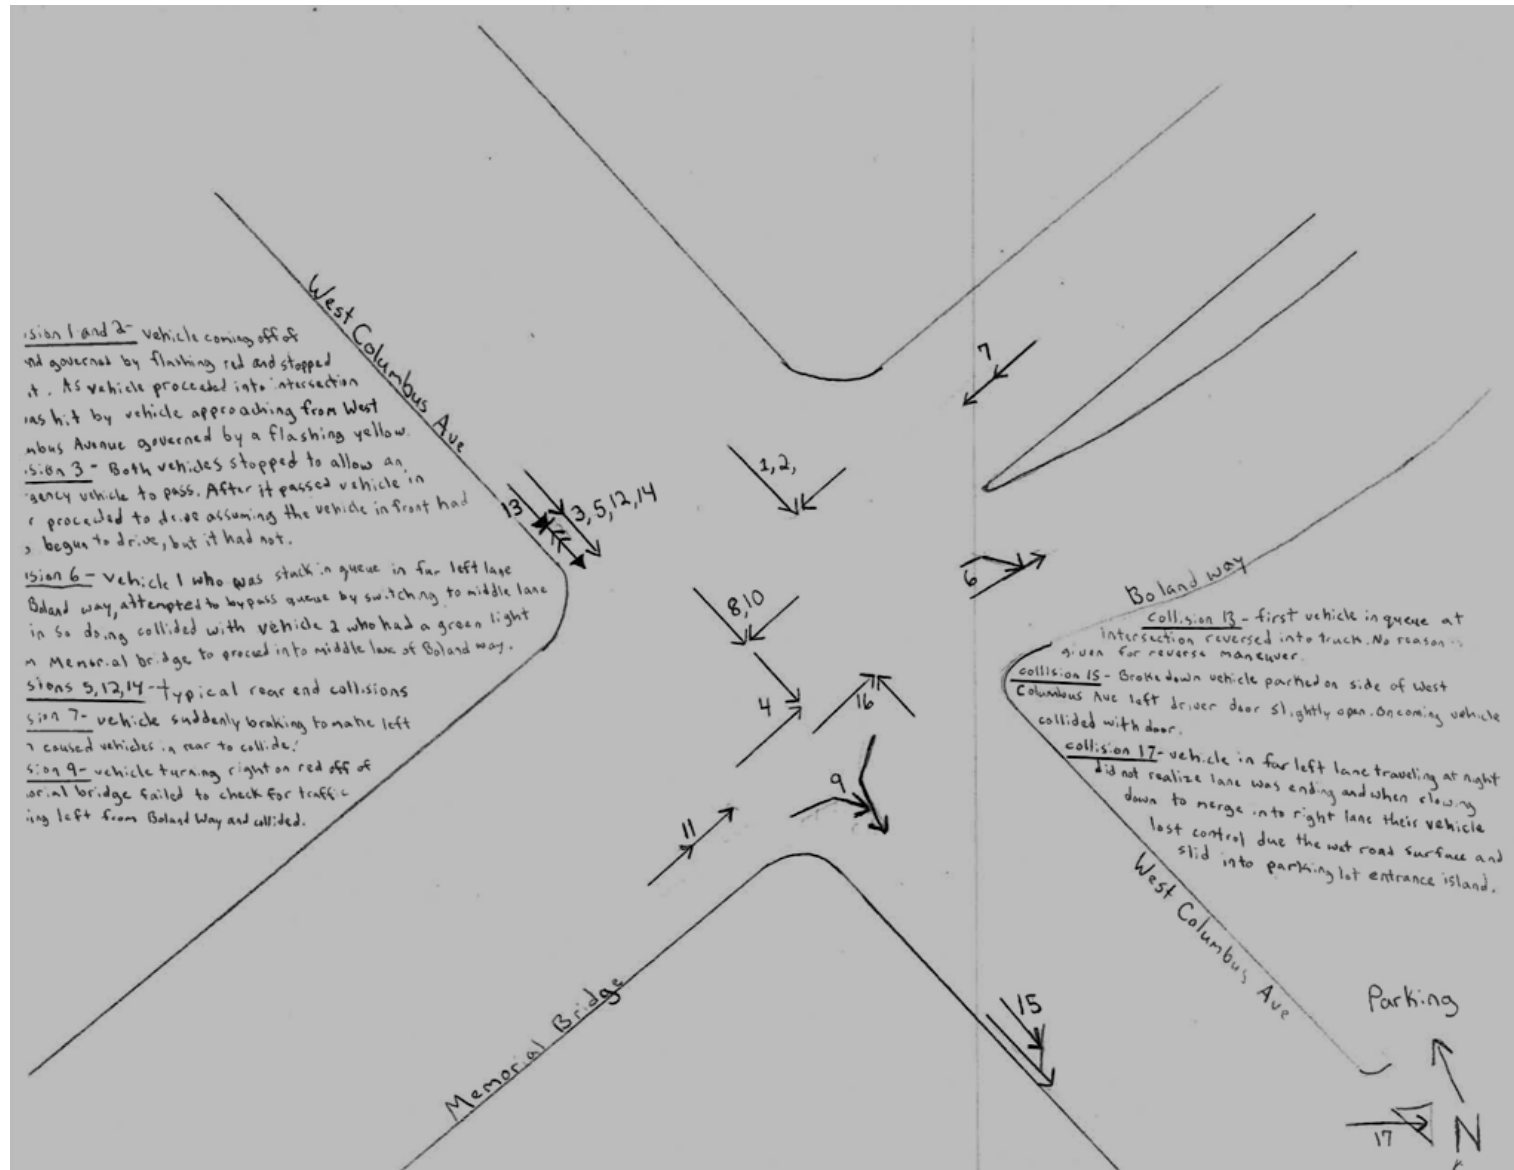 West Columbus Ave
sion 1 and 2- vehicle coming off of
nd governed by flashing red and stopped
it. As vehicle proceeded into intersection
was hit by vehicle approaching from West
mbus Avenue governed by a flashing yellow.
sion 3 - Both vehicles stopped to allow an
gency vehicle to pass. After it passed vehicle in
r proceeded to drive assuming the vehicle in front had
begun to drive, but it had not.
ision 6 - Vehicle 1 who was stuck in queue in far left lane
Boland way, attempted to bypass queue by switching to middle lane
in so doing collided with vehicle 2 who had a green light
m Memorial bridge to proceed into middle lane of Boland way.
sions 5,12,14 - typical rear end collisions
sion 7- vehicle suddenly braking to make left
n caused vehicles in rear to collide.
sion 9- vehicle turning right on red off of
orial bridge failed to check for traffic
ing left from Boland Way and collided.
7
1,2,
13
3,5,12,14
6
8,10
4
16
9
11
15
17
Boland way
collision 13 - first vehicle in queue at
intersection reversed into truck. No reason is
given for reverse maneuver.
collision 15 - Broke down vehicle parked on side of West
Columbus Ave left driver door slightly open. Oncoming vehicle
collided with door.
collision 17 - vehicle in far left lane traveling at night
did not realize lane was ending and when slowing
down to merge into right lane their vehicle
lost control due the wet road surface and
slid into parking lot entrance island.
West Columbus Ave
Memorial Bridge
Parking
N